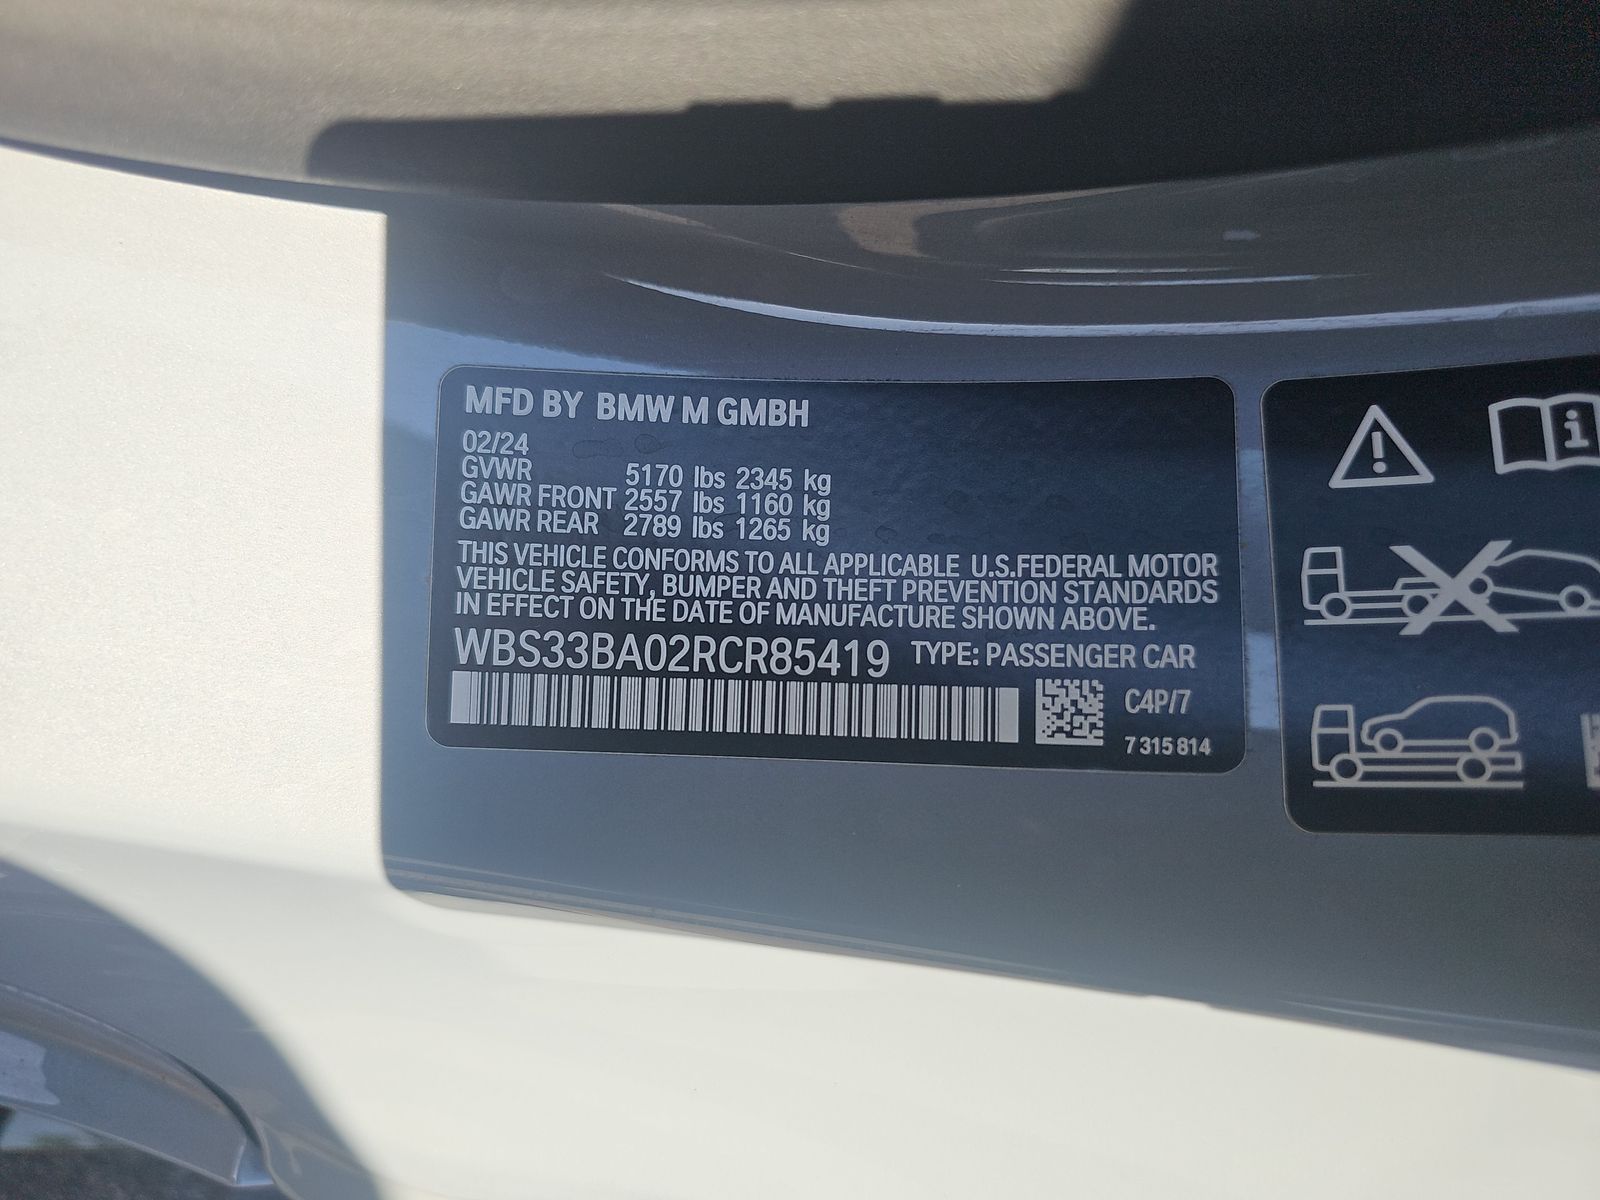 MFD BY BMW M GMBH
02/24
GVWR 5170 lbs 2345 kg
GAWR FRONT 2557 lbs 1160 kg
GAWR REAR 2789 lbs 1265 kg
THIS VEHICLE CONFORMS TO ALL APPLICABLE U.S.FEDERAL MOTOR
VEHICLE SAFETY, BUMPER AND THEFT PREVENTION STANDARDS
IN EFFECT ON THE DATE OF MANUFACTURE SHOWN ABOVE.
WBS33BA02RCR85419 TYPE: PASSENGER CAR
C4P/7
7 315 814
i